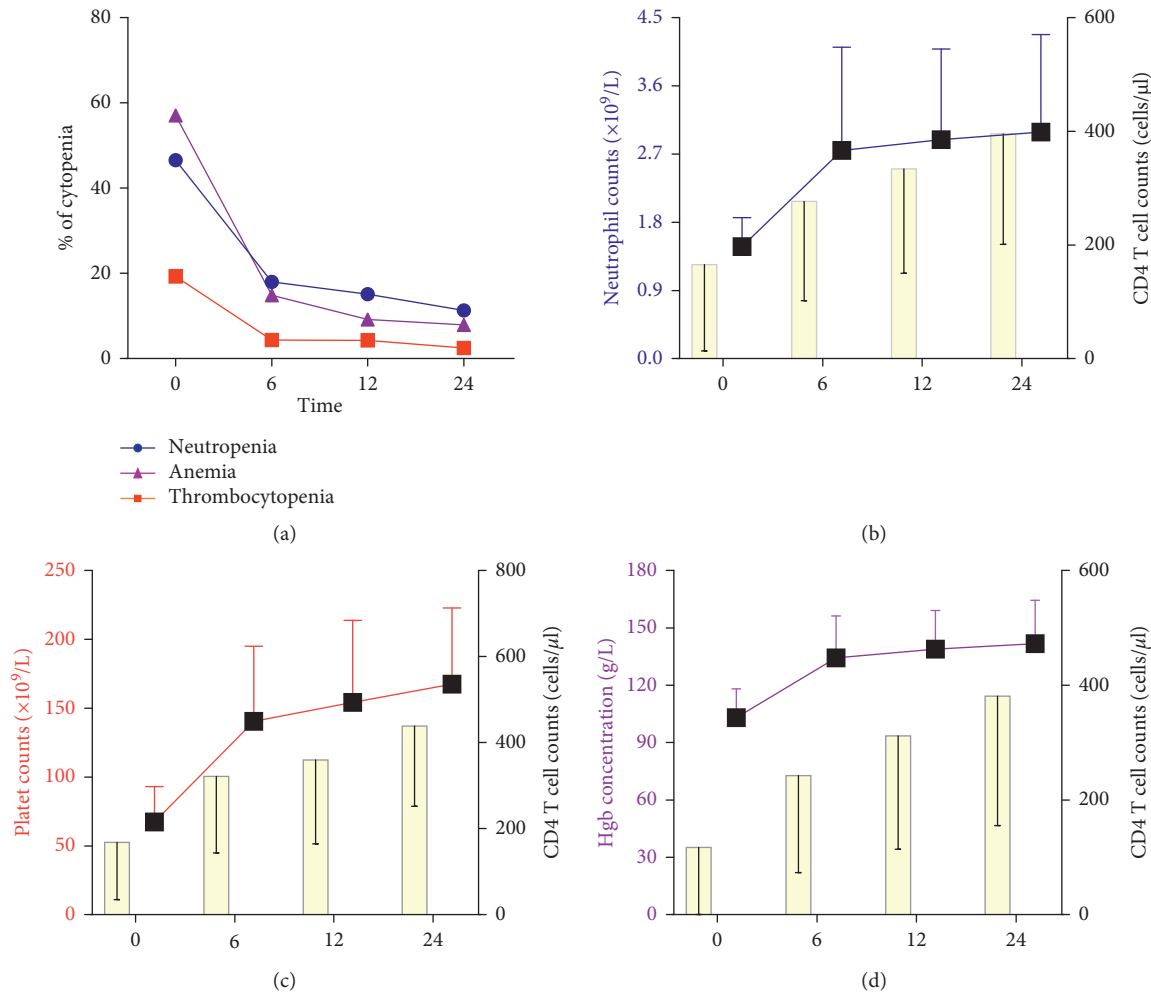 80
60
40
20
0
% of cytopenia
0 6 12 24
Time
Neutropenia
Anemia
Thrombocytopenia
(a)
4.5
3.6
2.7
1.8
0.9
0.0
Neutrophil counts (×10⁹/L)
600
400
200
0
CD4 T cell counts (cells/μl)
0 6 12 24
(b)
250
200
150
100
50
0
Platet counts (×10⁹/L)
800
600
400
200
0
CD4 T cell counts (cells/μl)
0 6 12 24
(c)
180
150
120
90
60
30
0
Hgb concentration (g/L)
600
400
200
0
CD4 T cell counts (cells/μl)
0 6 12 24
(d)